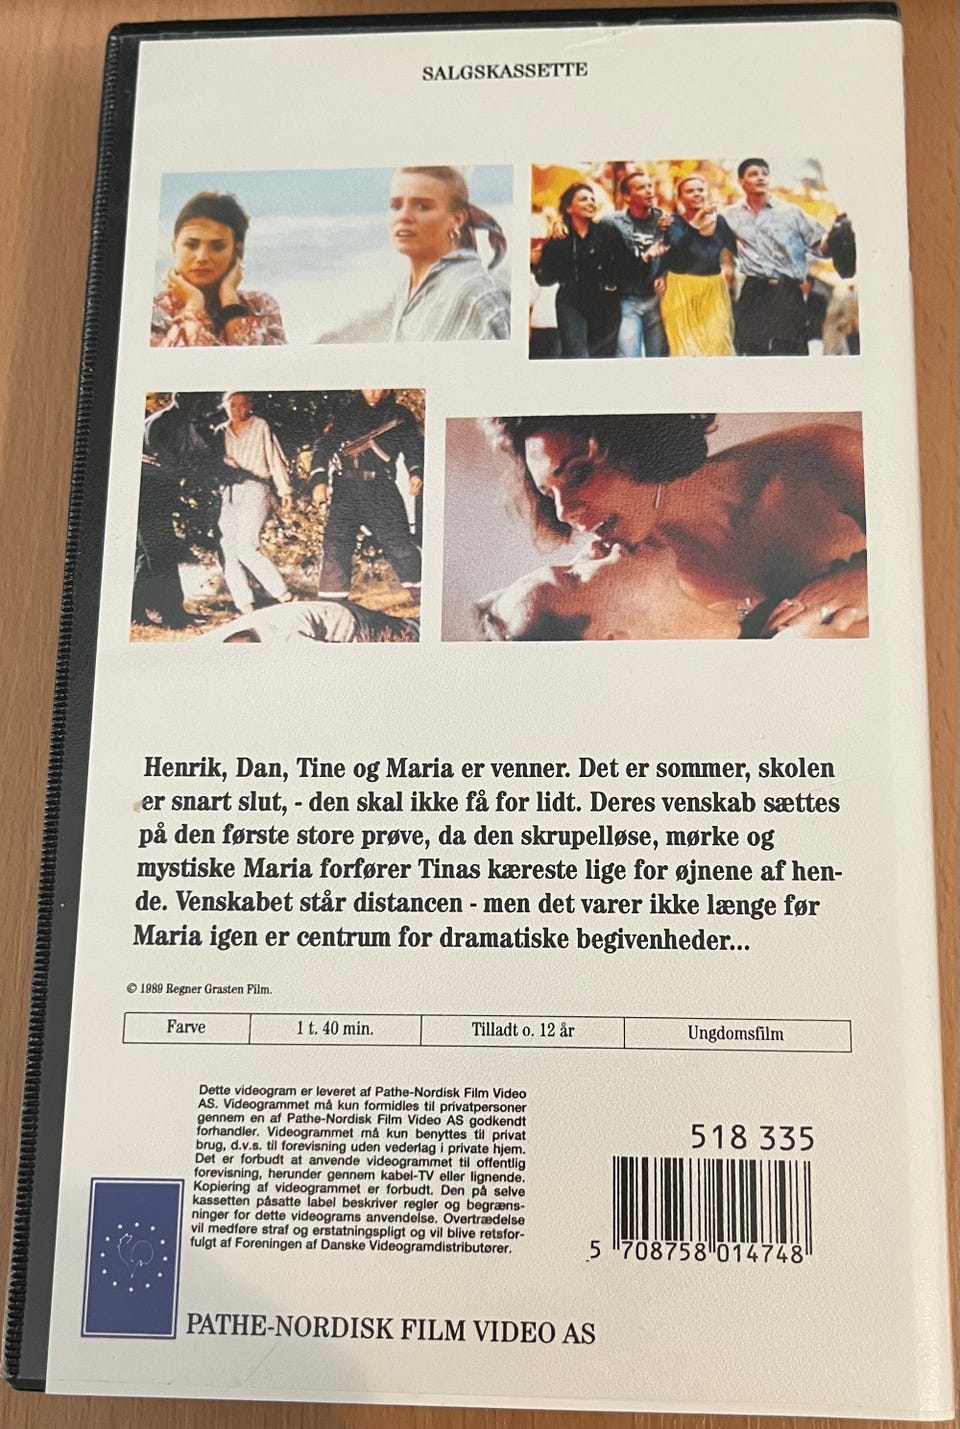 SALGSKASSETTE
Henrik, Dan, Tine og Maria er venner. Det er sommer, skolen
er snart slut, - den skal ikke få for lidt. Deres venskab sættes
på den første store prøve, da den skrupelløse, mørke og
mystiske Maria forfører Tinas kæreste lige for øjnene af hen-
de. Venskabet står distancen - men det varer ikke længe før
Maria igen er centrum for dramatiske begivenheder...
© 1989 Regner Grasten Film.
Farve 1 t. 40 min. Tilladt o. 12 år Ungdomsfilm
Dette videogram er leveret af Pathe-Nordisk Film Video
AS. Videogrammet må kun formidles til privatpersoner
gennem en af Pathe-Nordisk Film Video AS godkendt
forhandler. Videogrammet må kun benyttes til privat
brug, d.v.s. til forevisning uden vederlag i private hjem.
Det er forbudt at anvende videogrammet til offentlig
forevisning, herunder gennem kabel-TV eller lignende.
Kopiering af videogrammet er forbudt. Den på selve
kassetten påsatte label beskriver regler og begræns-
ninger for dette videograms anvendelse. Overtrædelse
vil medføre straf og erstatningspligt og vil blive retsfor-
fulgt af Foreningen af Danske Videogramdistributører.
518 335
5 708758 014748
PATHE-NORDISK FILM VIDEO AS